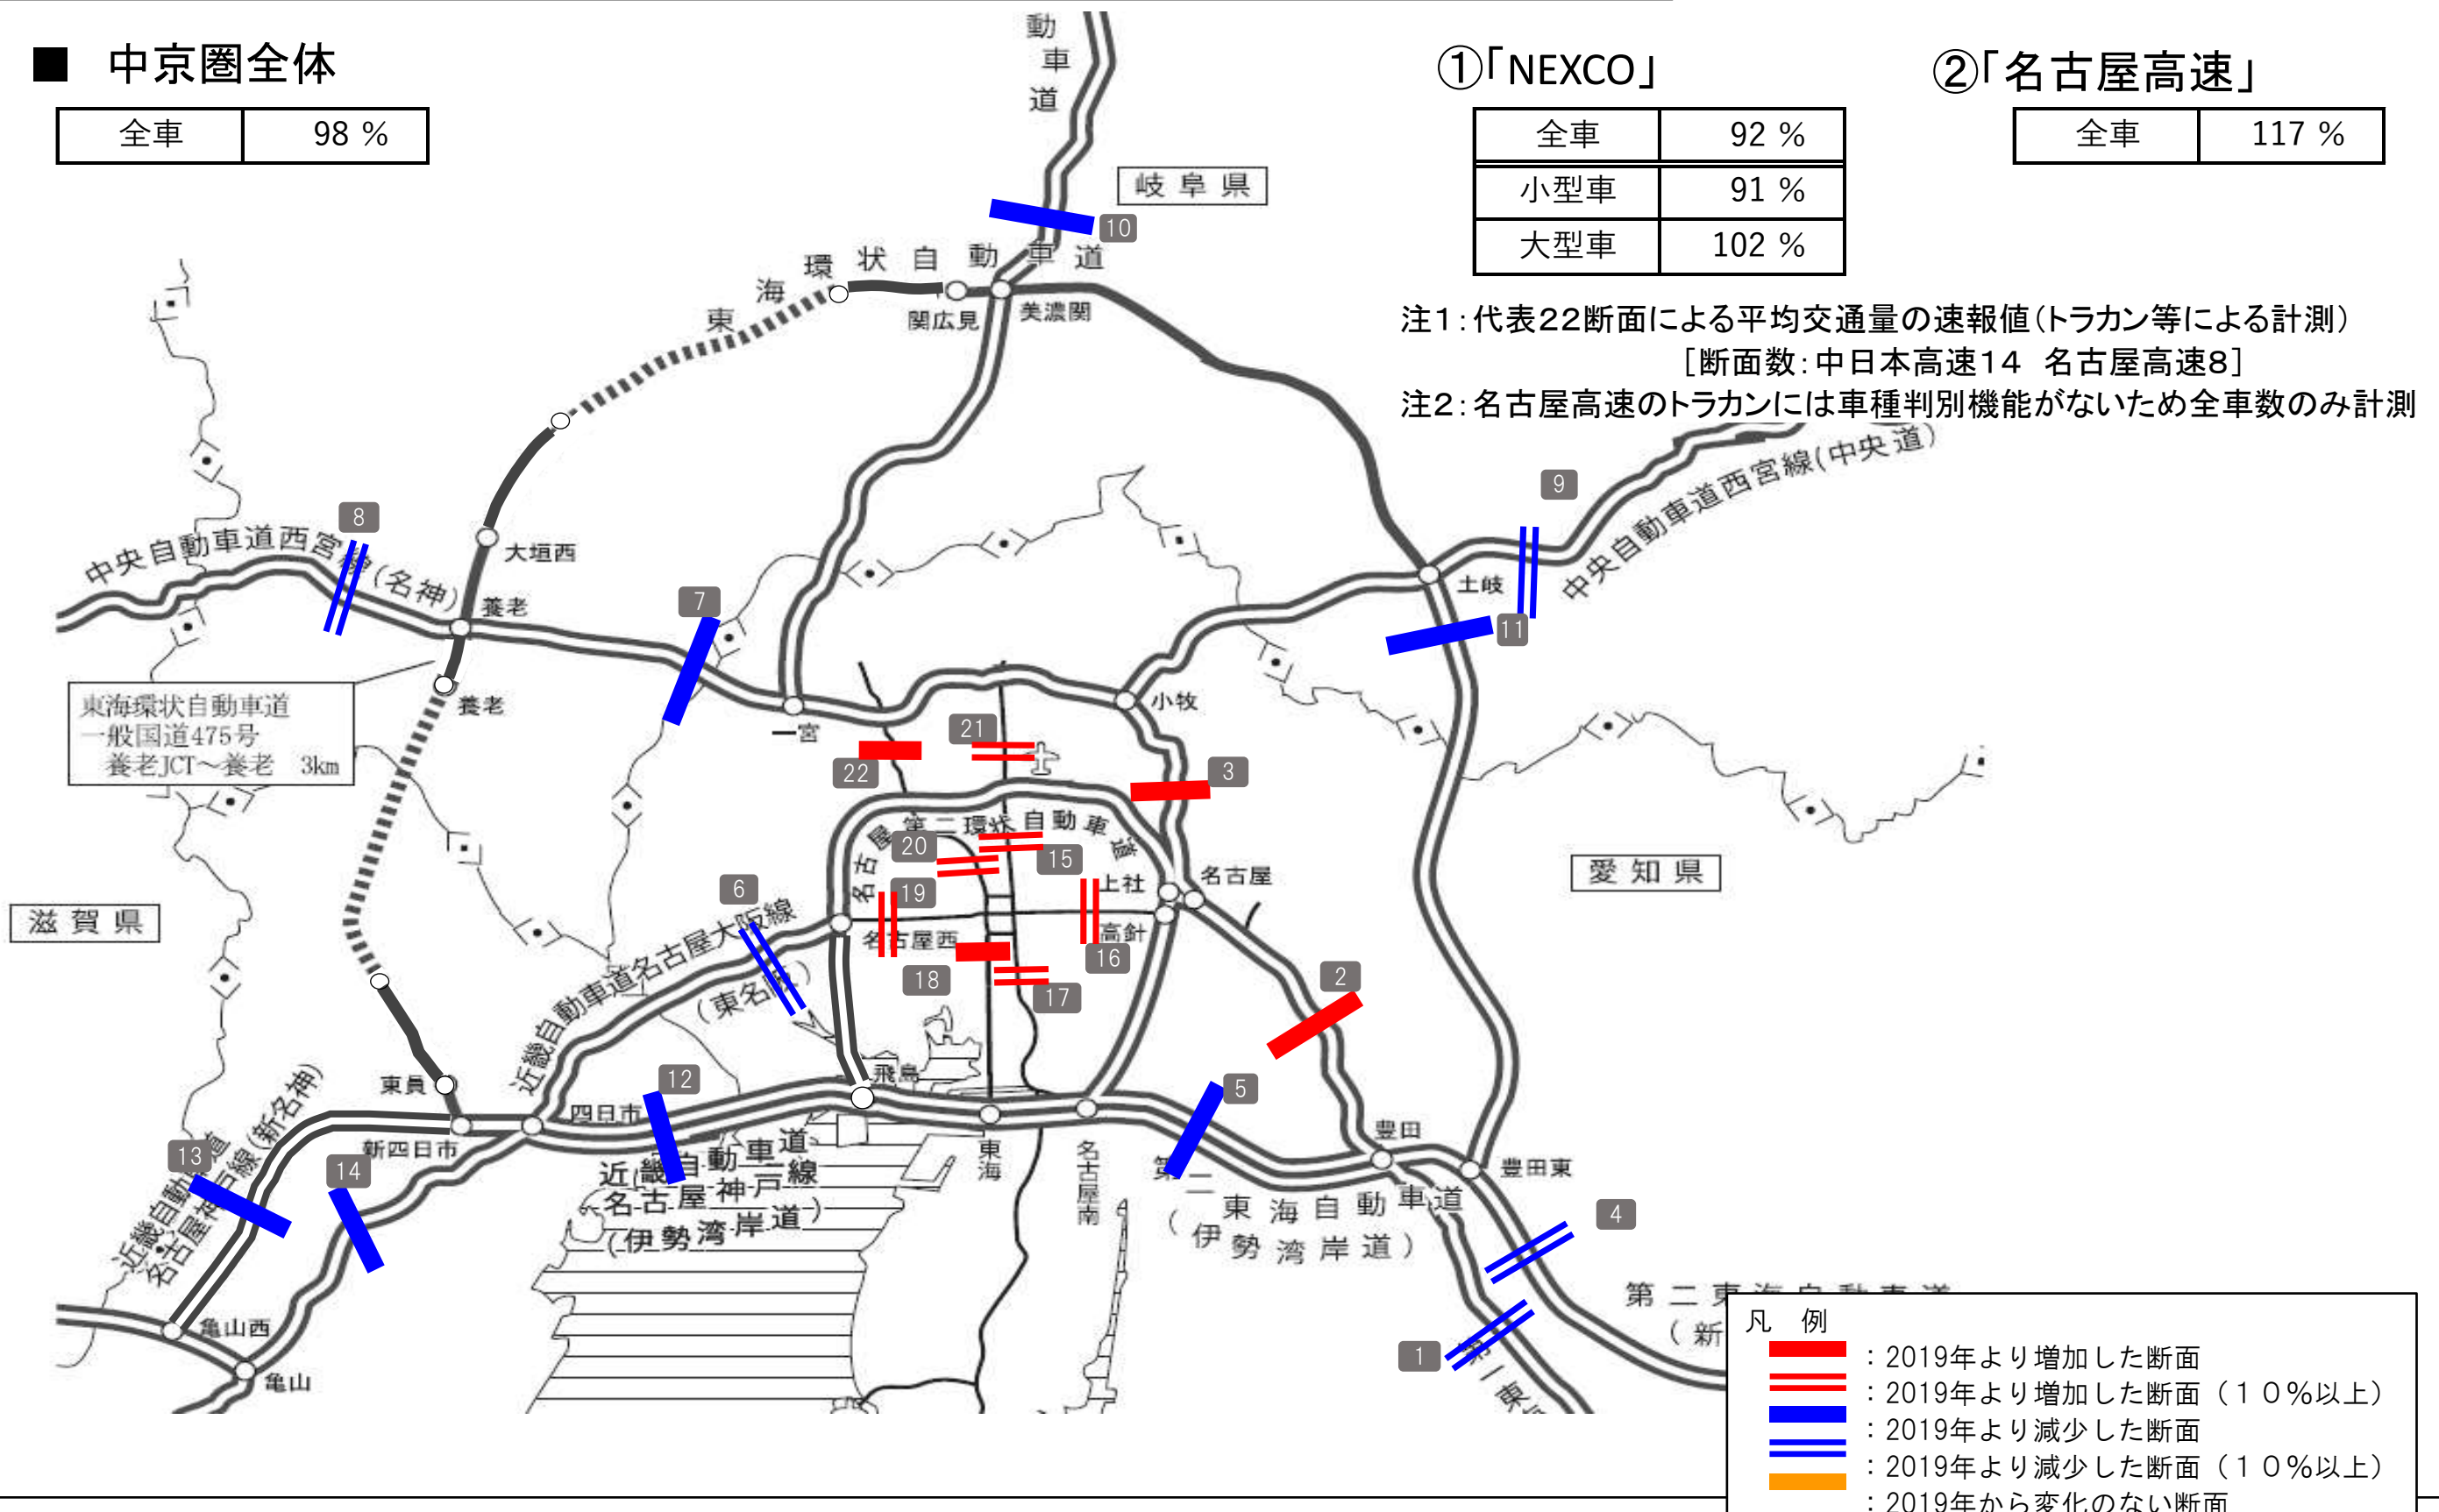 ■ 中京圏全体
全車 98 %
①「NEXCO」
全車 92 %
小型車 91 %
大型車 102 %
②「名古屋高速」
全車 117 %
注1:代表22断面による平均交通量の速報値(トラカン等による計測)
[断面数:中日本高速14 名古屋高速8]
注2:名古屋高速のトラカンには車種判別機能がないため全車数のみ計測
動車道
岐阜県
10
東海環状自動車道
関広見
美濃関
9
中央自動車道西宮線(中央道)
8
中央自動車道西宮線(名神)
大垣西
養老
7
土岐
11
東海環状自動車道
一般国道475号
養老JCT~養老 3km
養老
一宮
小牧
21
22
3
名古屋第二環状自動車道
20
15
上社
名古屋
19
6
愛知県
滋賀県
近畿自動車道名古屋大阪線
(東名阪)
名古屋西
高針
16
18
17
2
飛島
東員
12
5
四日市
新四日市
豊田
豊田東
東海
名古屋南
近畿自動車道
名古屋神戸線
(伊勢湾岸道)
13
14
近畿自動車道
名古屋神戸線(新名神)
第二東海自動車道
(伊勢湾岸道)
4
亀山西
亀山
1
第二東海自動車道
(新
第一東
凡 例
:2019年より増加した断面
:2019年より増加した断面(10%以上)
:2019年より減少した断面
:2019年より減少した断面(10%以上)
:2019年から変化のない断面